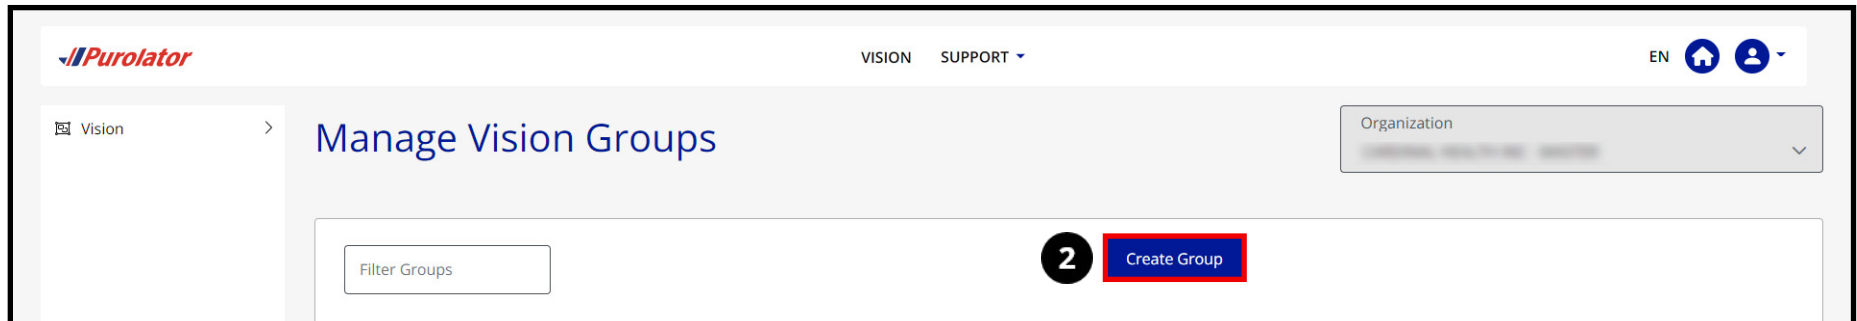 Purolator
VISION SUPPORT
EN
Vision
Manage Vision Groups
Organization
Filter Groups
2
Create Group